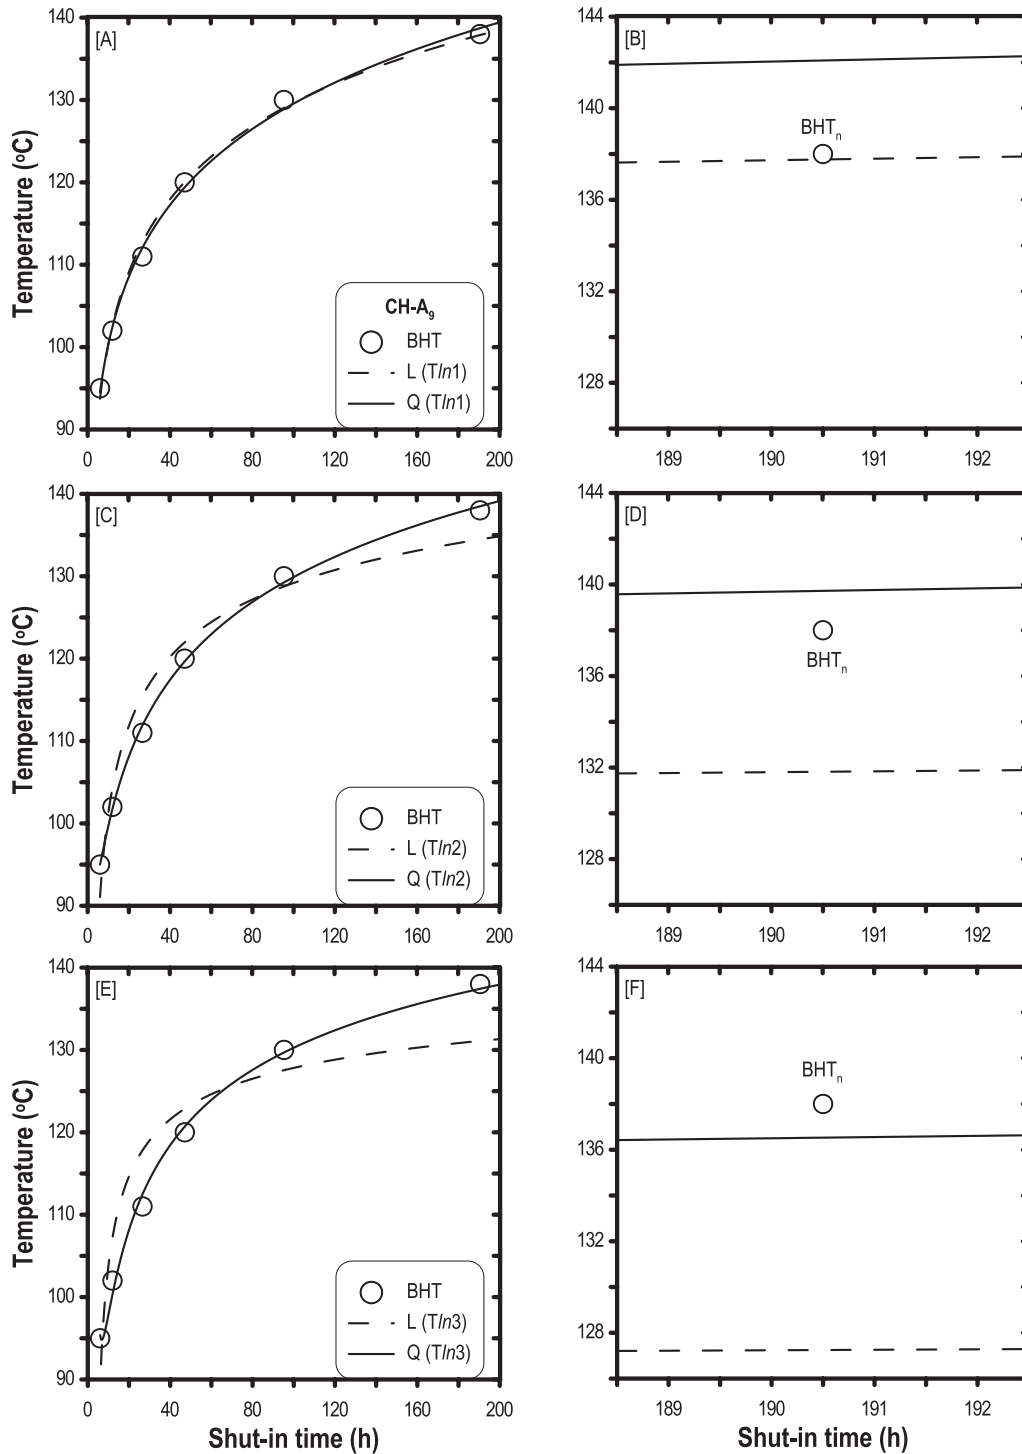 [A]
Temperature (°C)
140
130
120
110
100
90
0 40 80 120 160 200
CH-A9
BHT
L (Tln1)
Q (Tln1)
[B]
144
140
136
132
128
189 190 191 192
BHTn
[C]
Temperature (°C)
140
130
120
110
100
90
0 40 80 120 160 200
BHT
L (Tln2)
Q (Tln2)
[D]
144
140
136
132
128
189 190 191 192
BHTn
[E]
Temperature (°C)
140
130
120
110
100
90
0 40 80 120 160 200
Shut-in time (h)
BHT
L (Tln3)
Q (Tln3)
[F]
144
140
136
132
128
189 190 191 192
Shut-in time (h)
BHTn